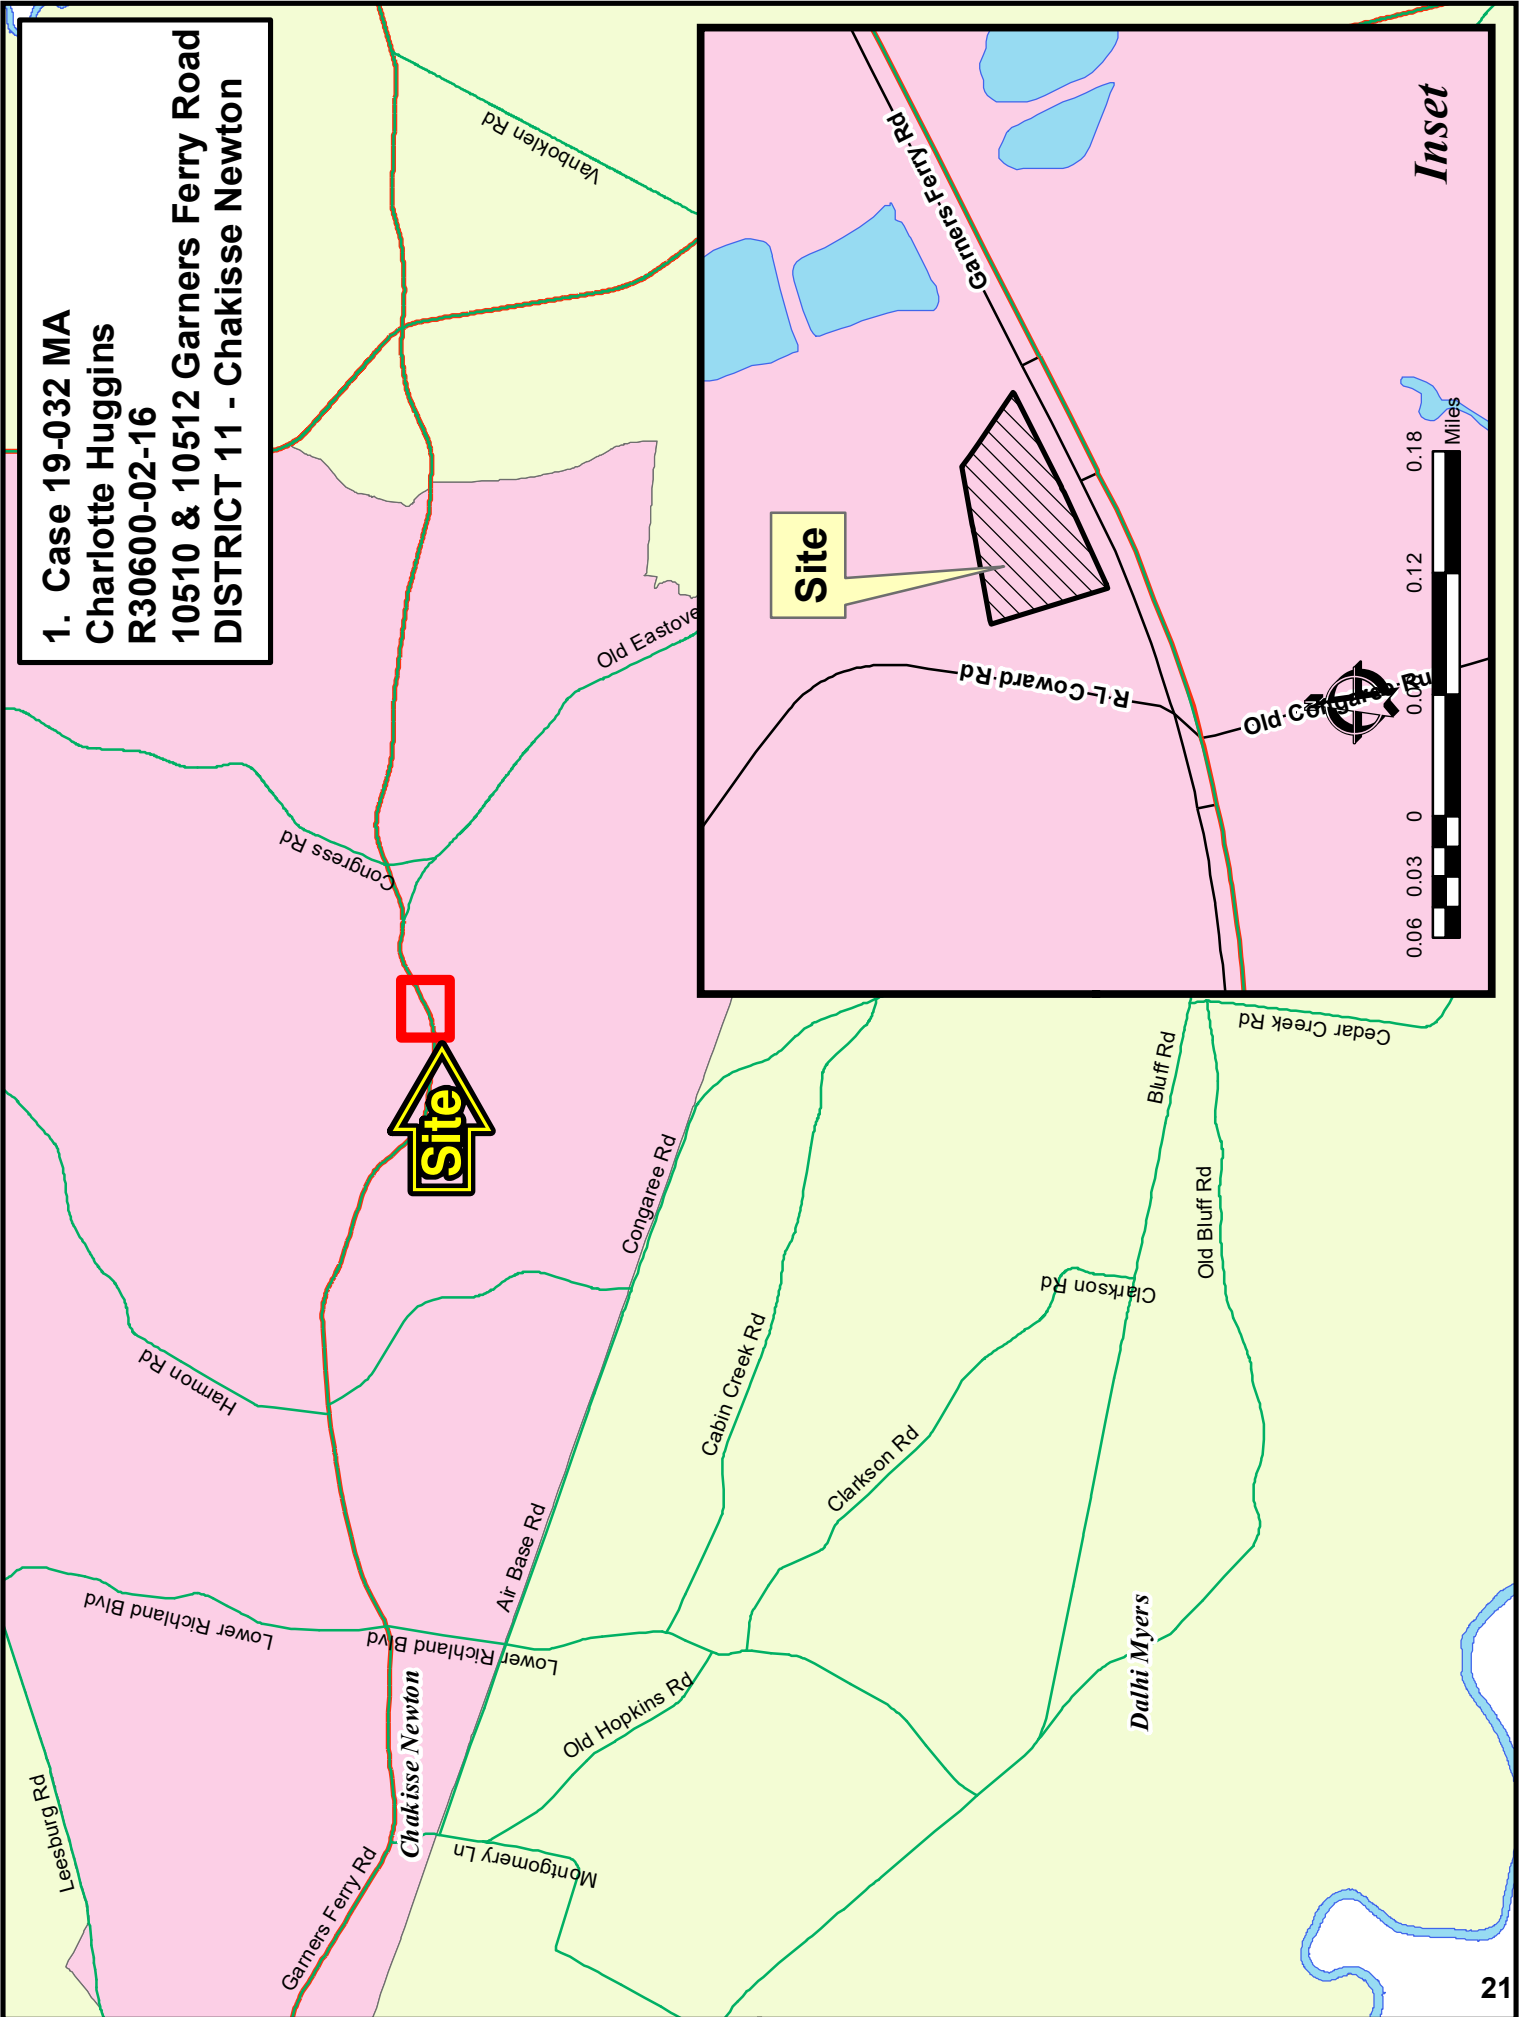 1. Case 19-032 MA
Charlotte Huggins
R30600-02-16
10510 & 10512 Garners Ferry Road
DISTRICT 11 - Chakisse Newton
Leesburg Rd
Lower Richland Blvd
Harmon Rd
Congress Rd
Vanboklen Rd
Garners Ferry Rd
Chakisse Newton
Lower Richland Blvd
Site
Old Eastove
Montgomery Ln
Air Base Rd
Congaree Rd
Old Hopkins Rd
Cabin Creek Rd
Clarkson Rd
Clarkson Rd
Bluff Rd
Old Bluff Rd
Cedar Creek Rd
Dalhi Myers
Site
Garners Ferry Rd
R L Coward Rd
Old Congaree Ru
Inset
0.06 0.03 0 0.12 0.18
Miles
21